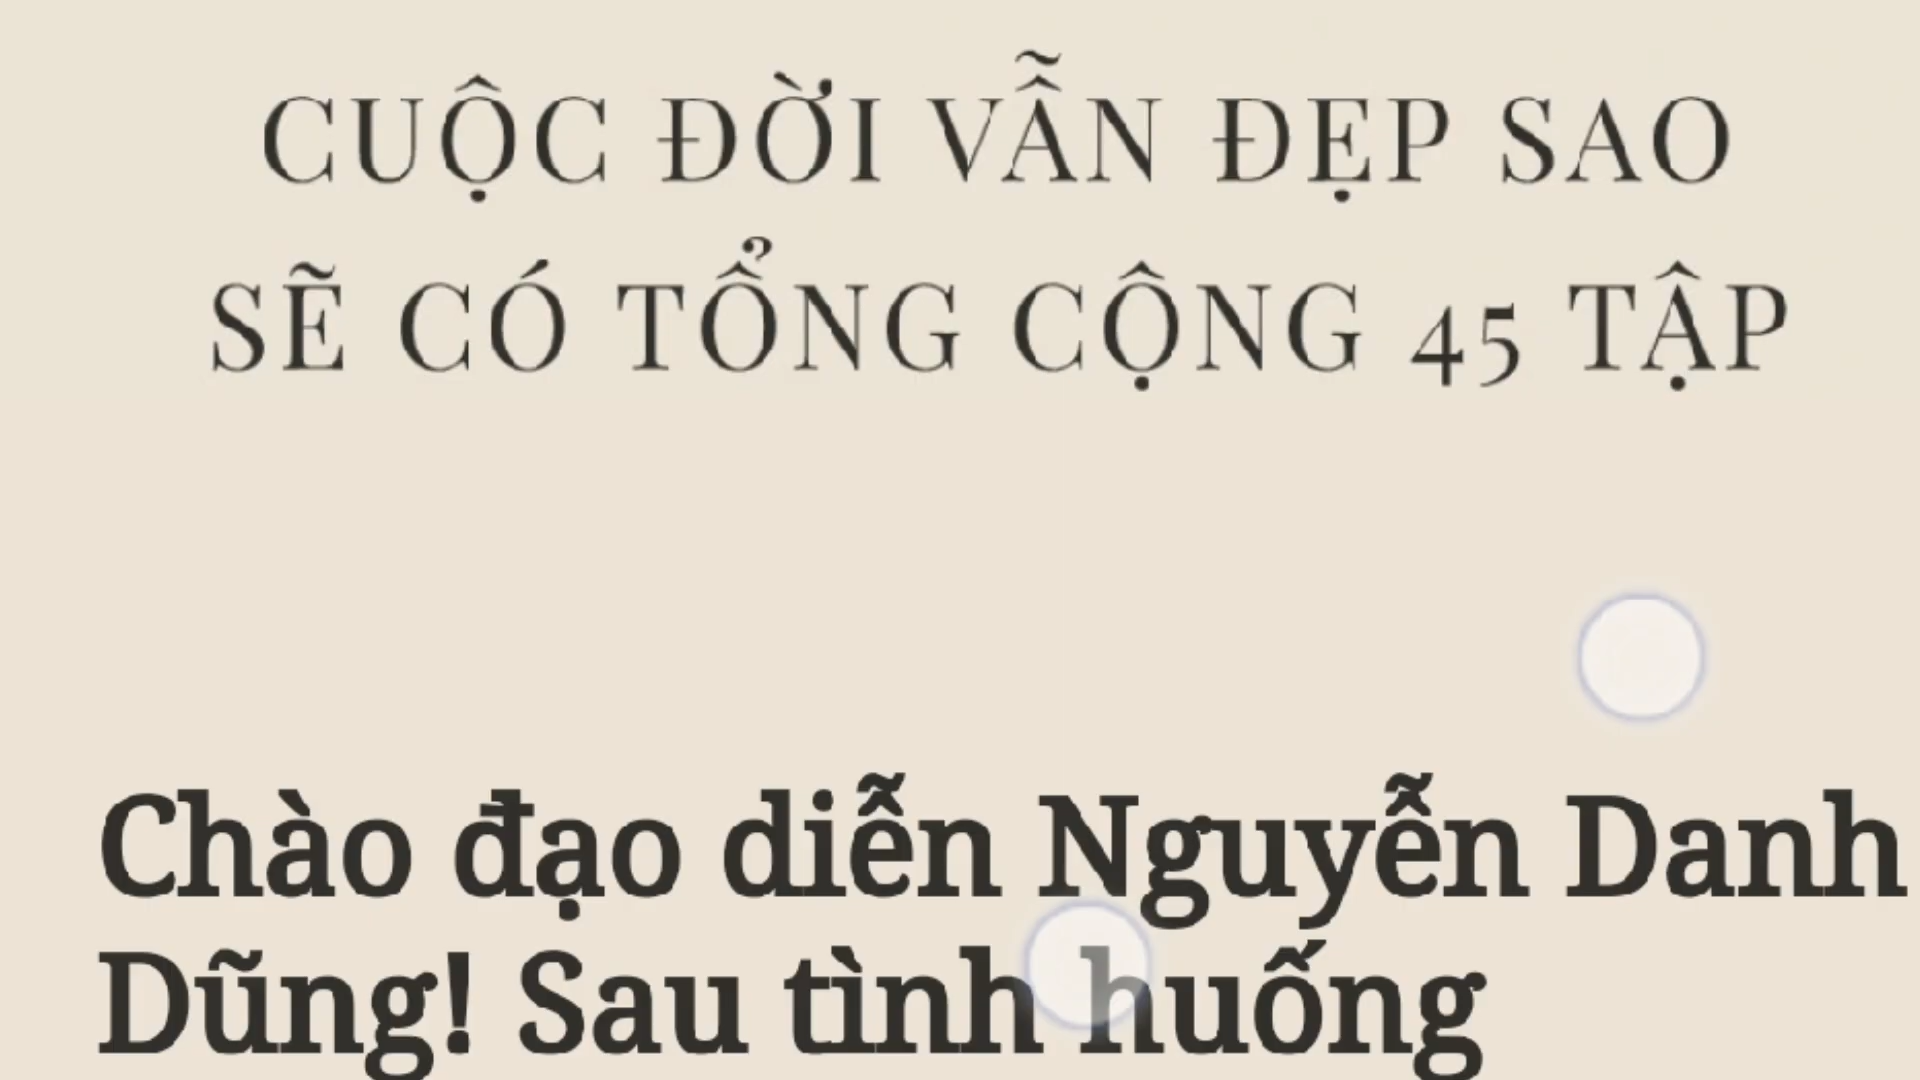 CUỘC ĐỜI VẪN ĐẸP SAO
SẼ CÓ TỔNG CỘNG 45 TẬP
Chào đạo diễn Nguyễn Danh
Dũng! Sau tình huống